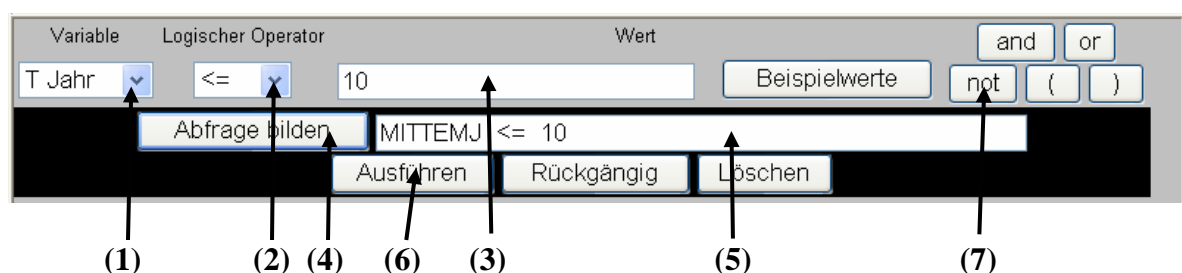 Variable Logischer Operator Wert and or
T Jahr <= 10 Beispielwerte not ( )
Abfrage bilden MITTEMJ <= 10
Ausführen Rückgängig Löschen
(1) (2) (4) (6) (3) (5) (7)